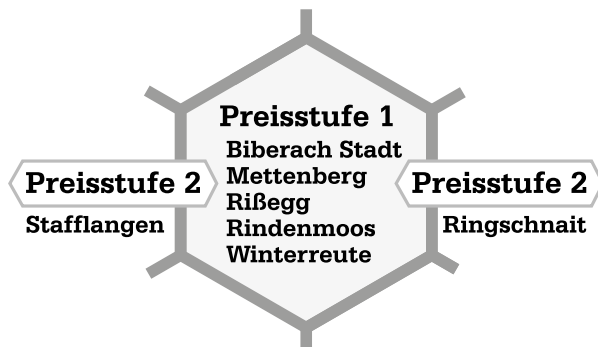 Preisstufe 1
Biberach Stadt
Mettenberg
Rißegg
Rindenmoos
Winterreute
Preisstufe 2
Stafflangen
Preisstufe 2
Ringschnait